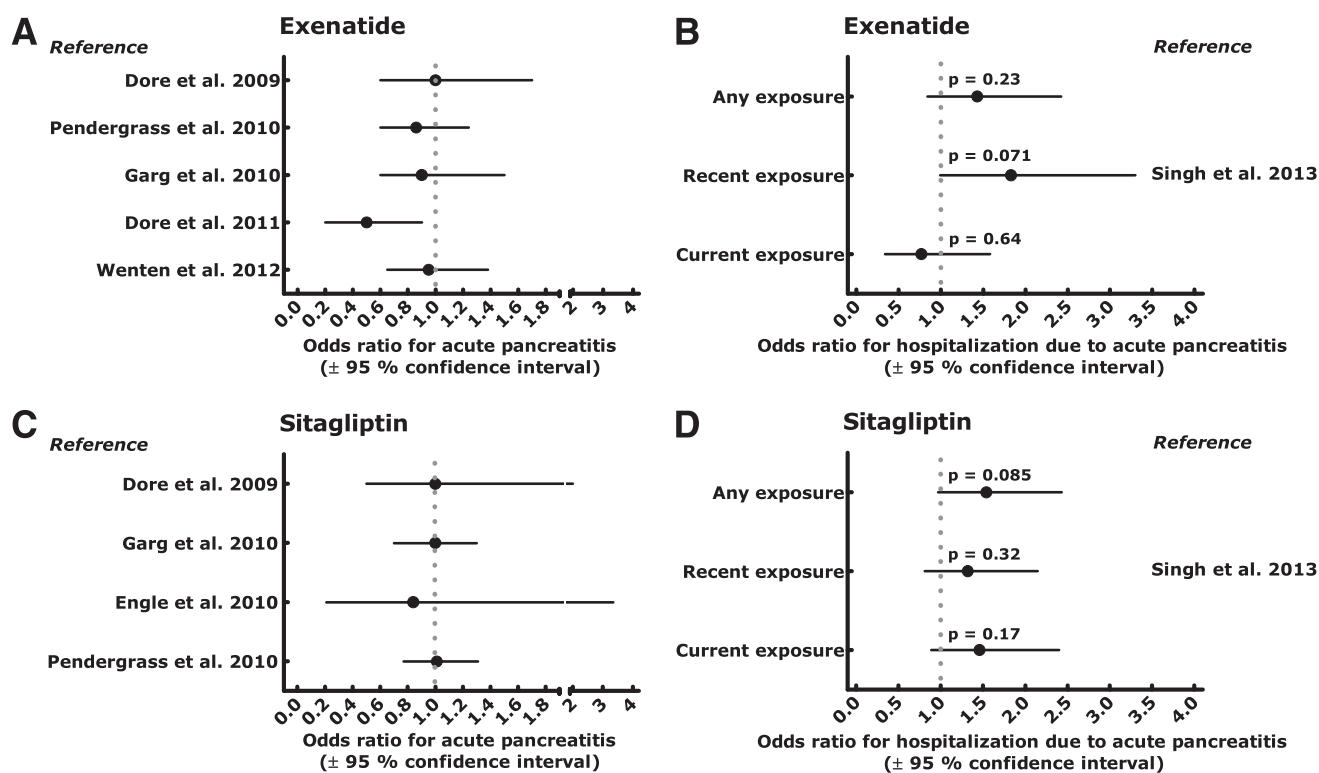 A
Exenatide
Reference
Dore et al. 2009
Pendergrass et al. 2010
Garg et al. 2010
Dore et al. 2011
Wenten et al. 2012
0.0 0.2 0.4 0.6 0.8 1.0 1.2 1.4 1.6 1.8 2 3 4
Odds ratio for acute pancreatitis
(± 95 % confidence interval)
B
Exenatide
Reference
Any exposure
p = 0.23
Recent exposure
p = 0.071
Singh et al. 2013
Current exposure
p = 0.64
0.0 0.5 1.0 1.5 2.0 2.5 3.0 3.5 4.0
Odds ratio for hospitalization due to acute pancreatitis
(± 95 % confidence interval)
C
Sitagliptin
Reference
Dore et al. 2009
Garg et al. 2010
Engle et al. 2010
Pendergrass et al. 2010
0.0 0.2 0.4 0.6 0.8 1.0 1.2 1.4 1.6 1.8 2 3 4
Odds ratio for acute pancreatitis
(± 95 % confidence interval)
D
Sitagliptin
Reference
Any exposure
p = 0.085
Recent exposure
p = 0.32
Singh et al. 2013
Current exposure
p = 0.17
0.0 0.5 1.0 1.5 2.0 2.5 3.0 3.5 4.0
Odds ratio for hospitalization due to acute pancreatitis
(± 95 % confidence interval)